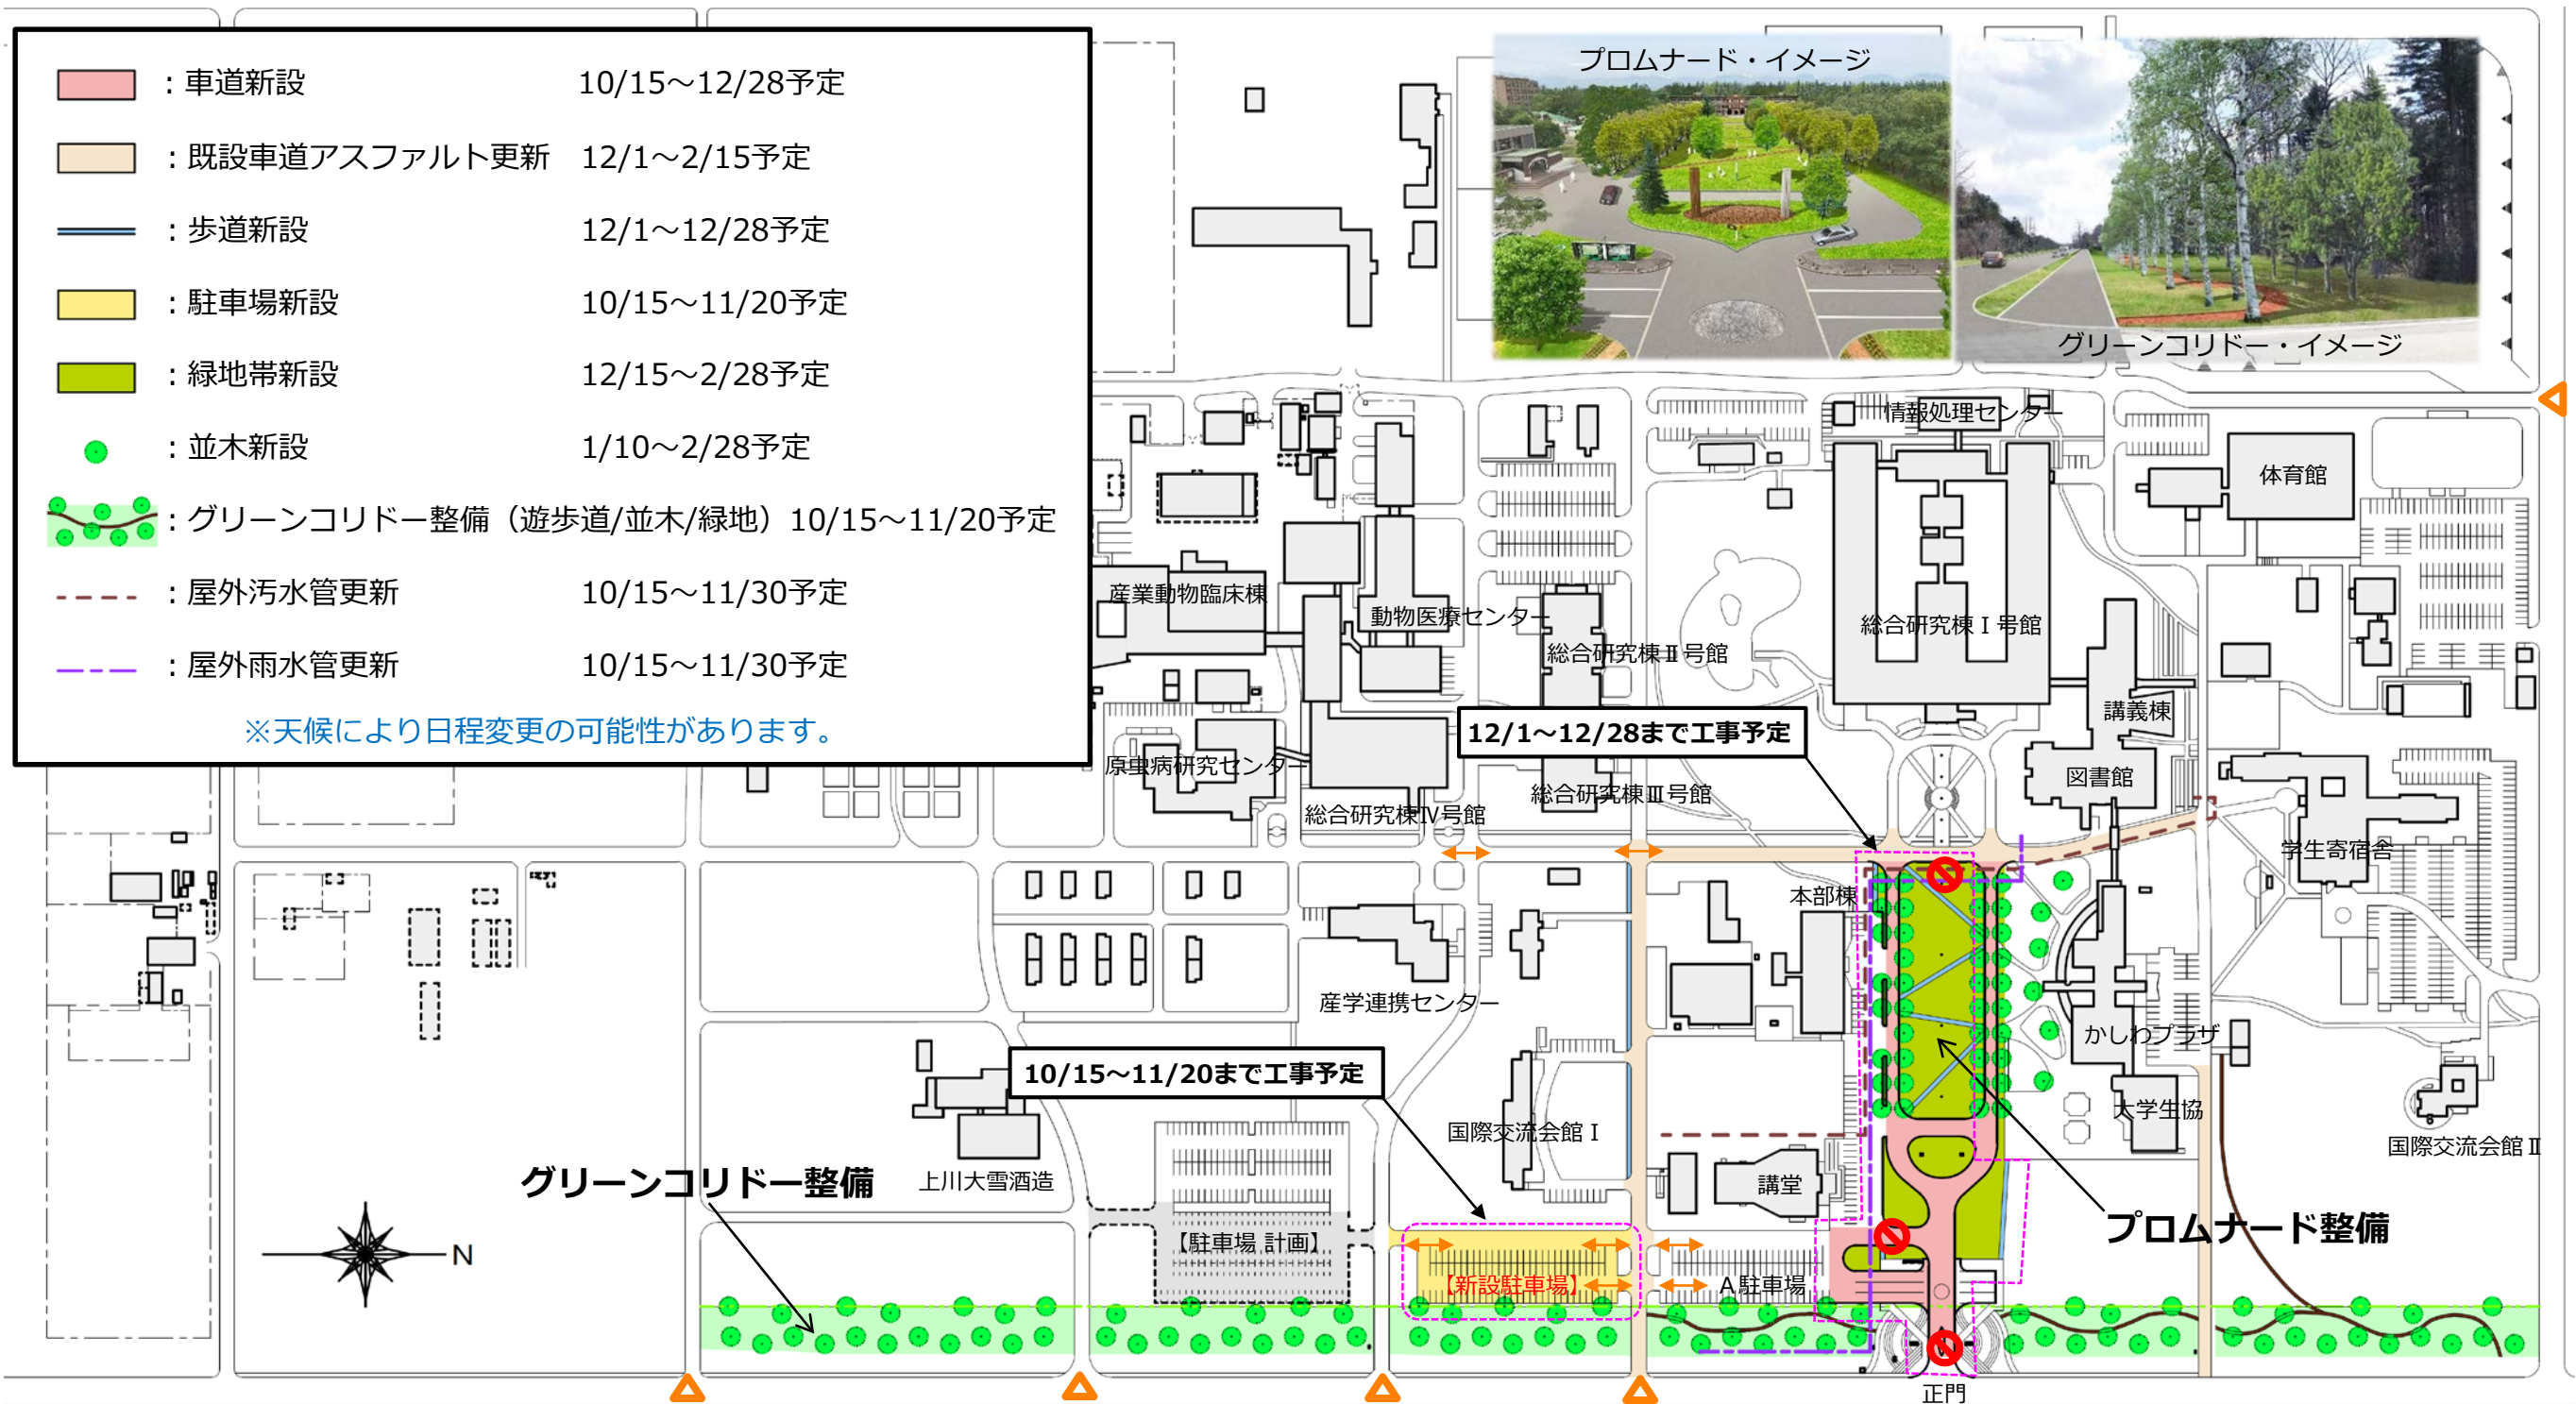 ：車道新設 10/15～12/28予定
：既設車道アスファルト更新 12/1～2/15予定
：歩道新設 12/1～12/28予定
：駐車場新設 10/15～11/20予定
：緑地帯新設 12/15～2/28予定
：並木新設 1/10～2/28予定
：グリーンコリドー整備（遊歩道/並木/緑地）10/15～11/20予定
：屋外汚水管更新 10/15～11/30予定
：屋外雨水管更新 10/15～11/30予定
※天候により日程変更の可能性があります。
プロムナード・イメージ
グリーンコリドー・イメージ
情報処理センター
体育館
産業動物臨床棟
動物医療センター
総合研究棟Ⅰ号館
総合研究棟Ⅱ号館
講義棟
12/1～12/28まで工事予定
原虫病研究センター
図書館
総合研究棟Ⅲ号館
総合研究棟Ⅳ号館
学生寄宿舎
本部棟
産学連携センター
かしわプラザ
10/15～11/20まで工事予定
大学生協
国際交流会館Ⅰ
国際交流会館Ⅱ
グリーンコリドー整備
上川大雪酒造
講堂
プロムナード整備
【駐車場 計画】
N
【新設駐車場】
A駐車場
正門